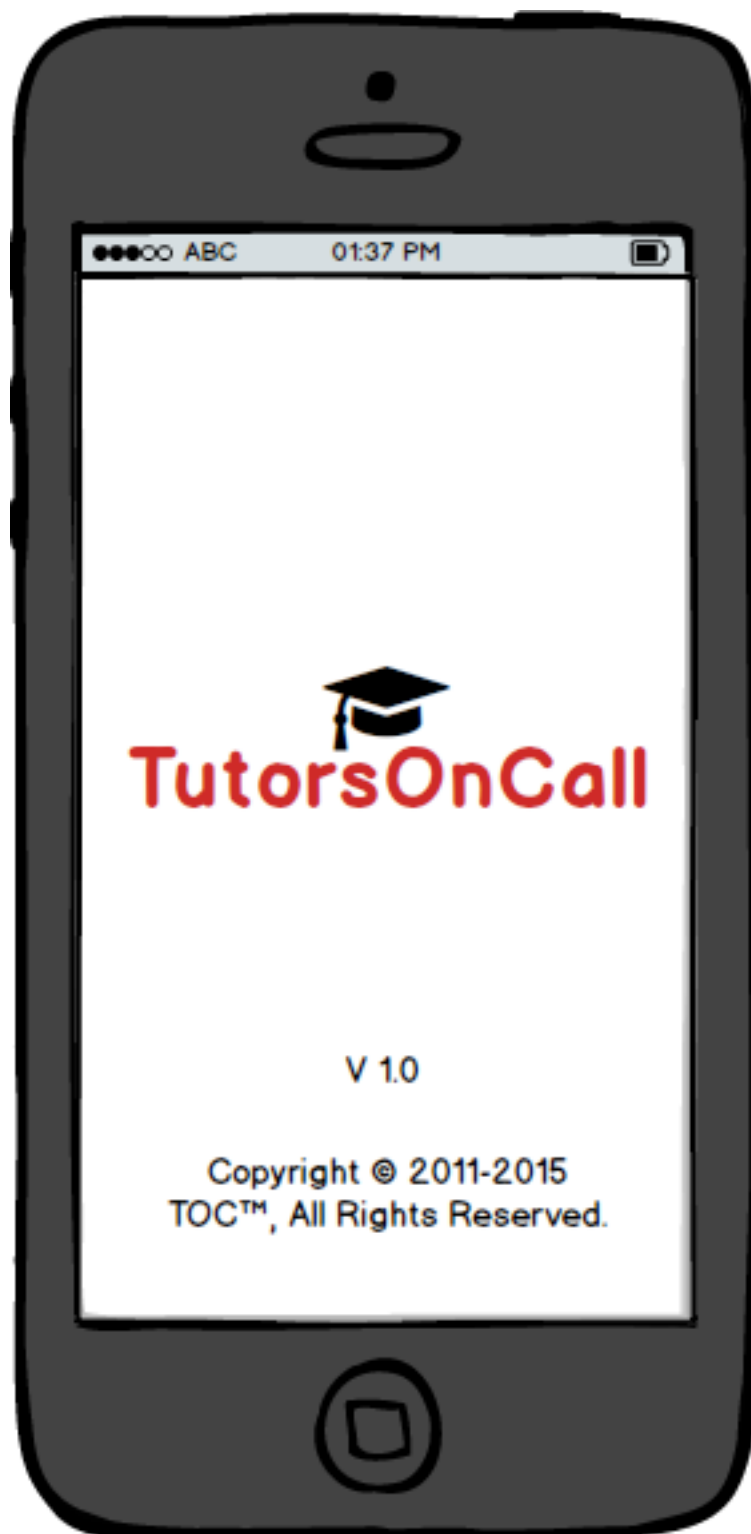 ABC 01:37 PM
TutorsOnCall
V 1.0
Copyright © 2011-2015
TOC™, All Rights Reserved.